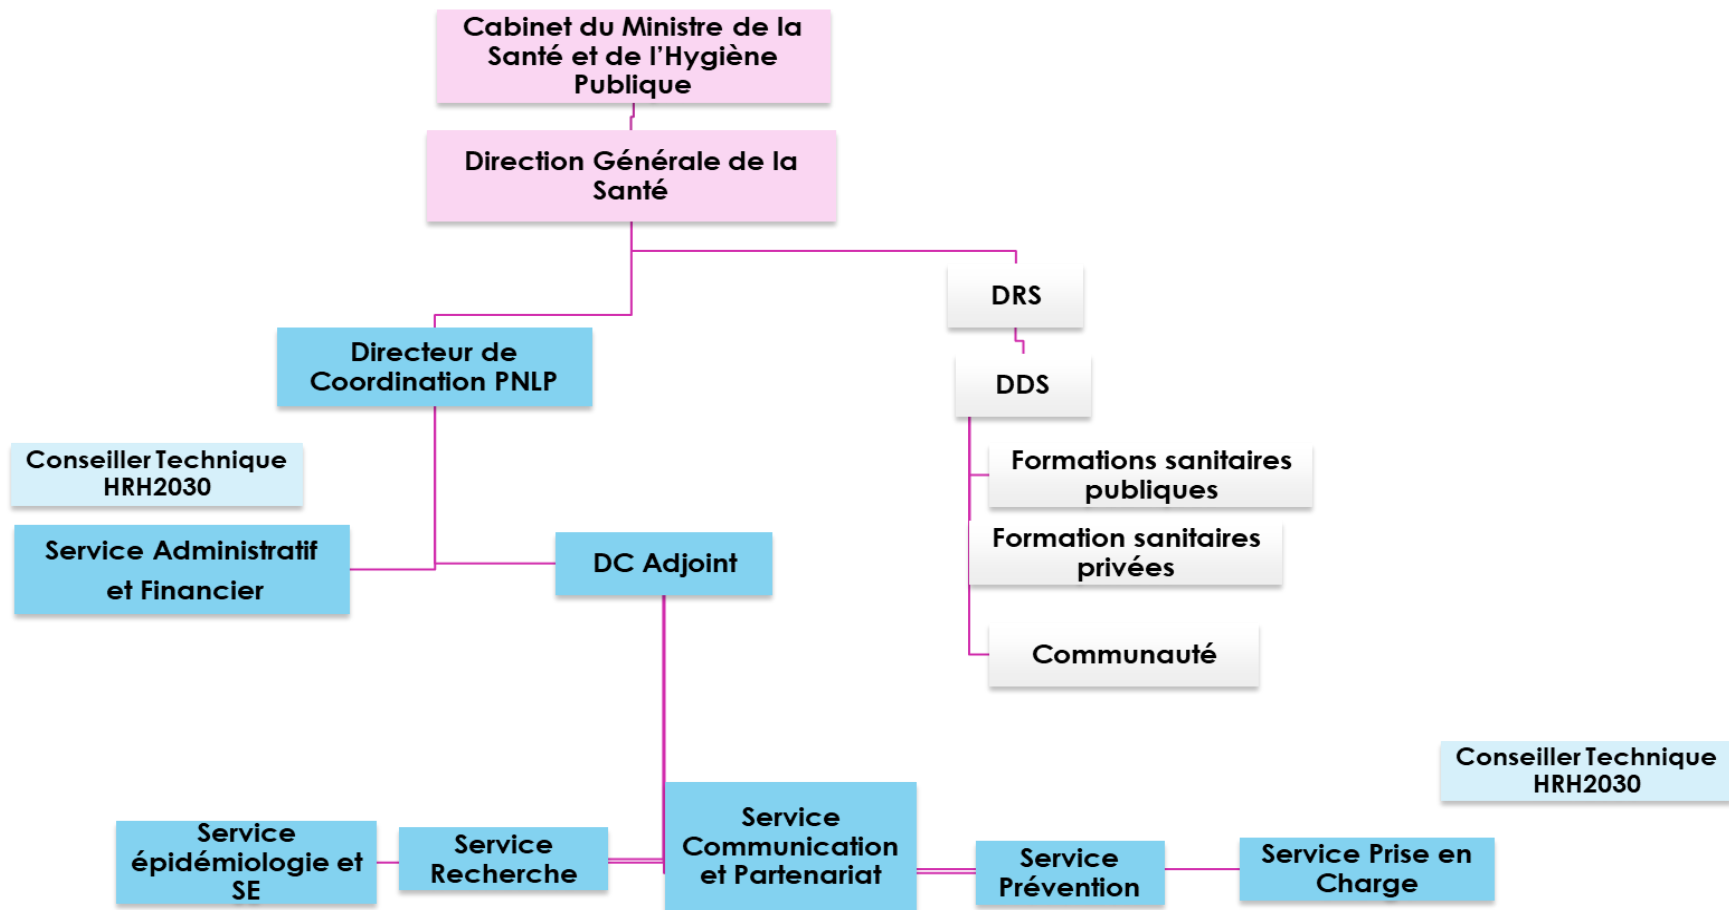 Cabinet du Ministre de la
Santé et de l’Hygiène
Publique
Direction Générale de la
Santé
DRS
Directeur de
Coordination PNLP
DDS
Conseiller Technique
HRH2030
Formations sanitaires
publiques
Service Administratif
et Financier
DC Adjoint
Formation sanitaires
privées
Communauté
Conseiller Technique
HRH2030
Service
épidémiologie et
SE
Service
Recherche
Service
Communication
et Partenariat
Service
Prévention
Service Prise en
Charge